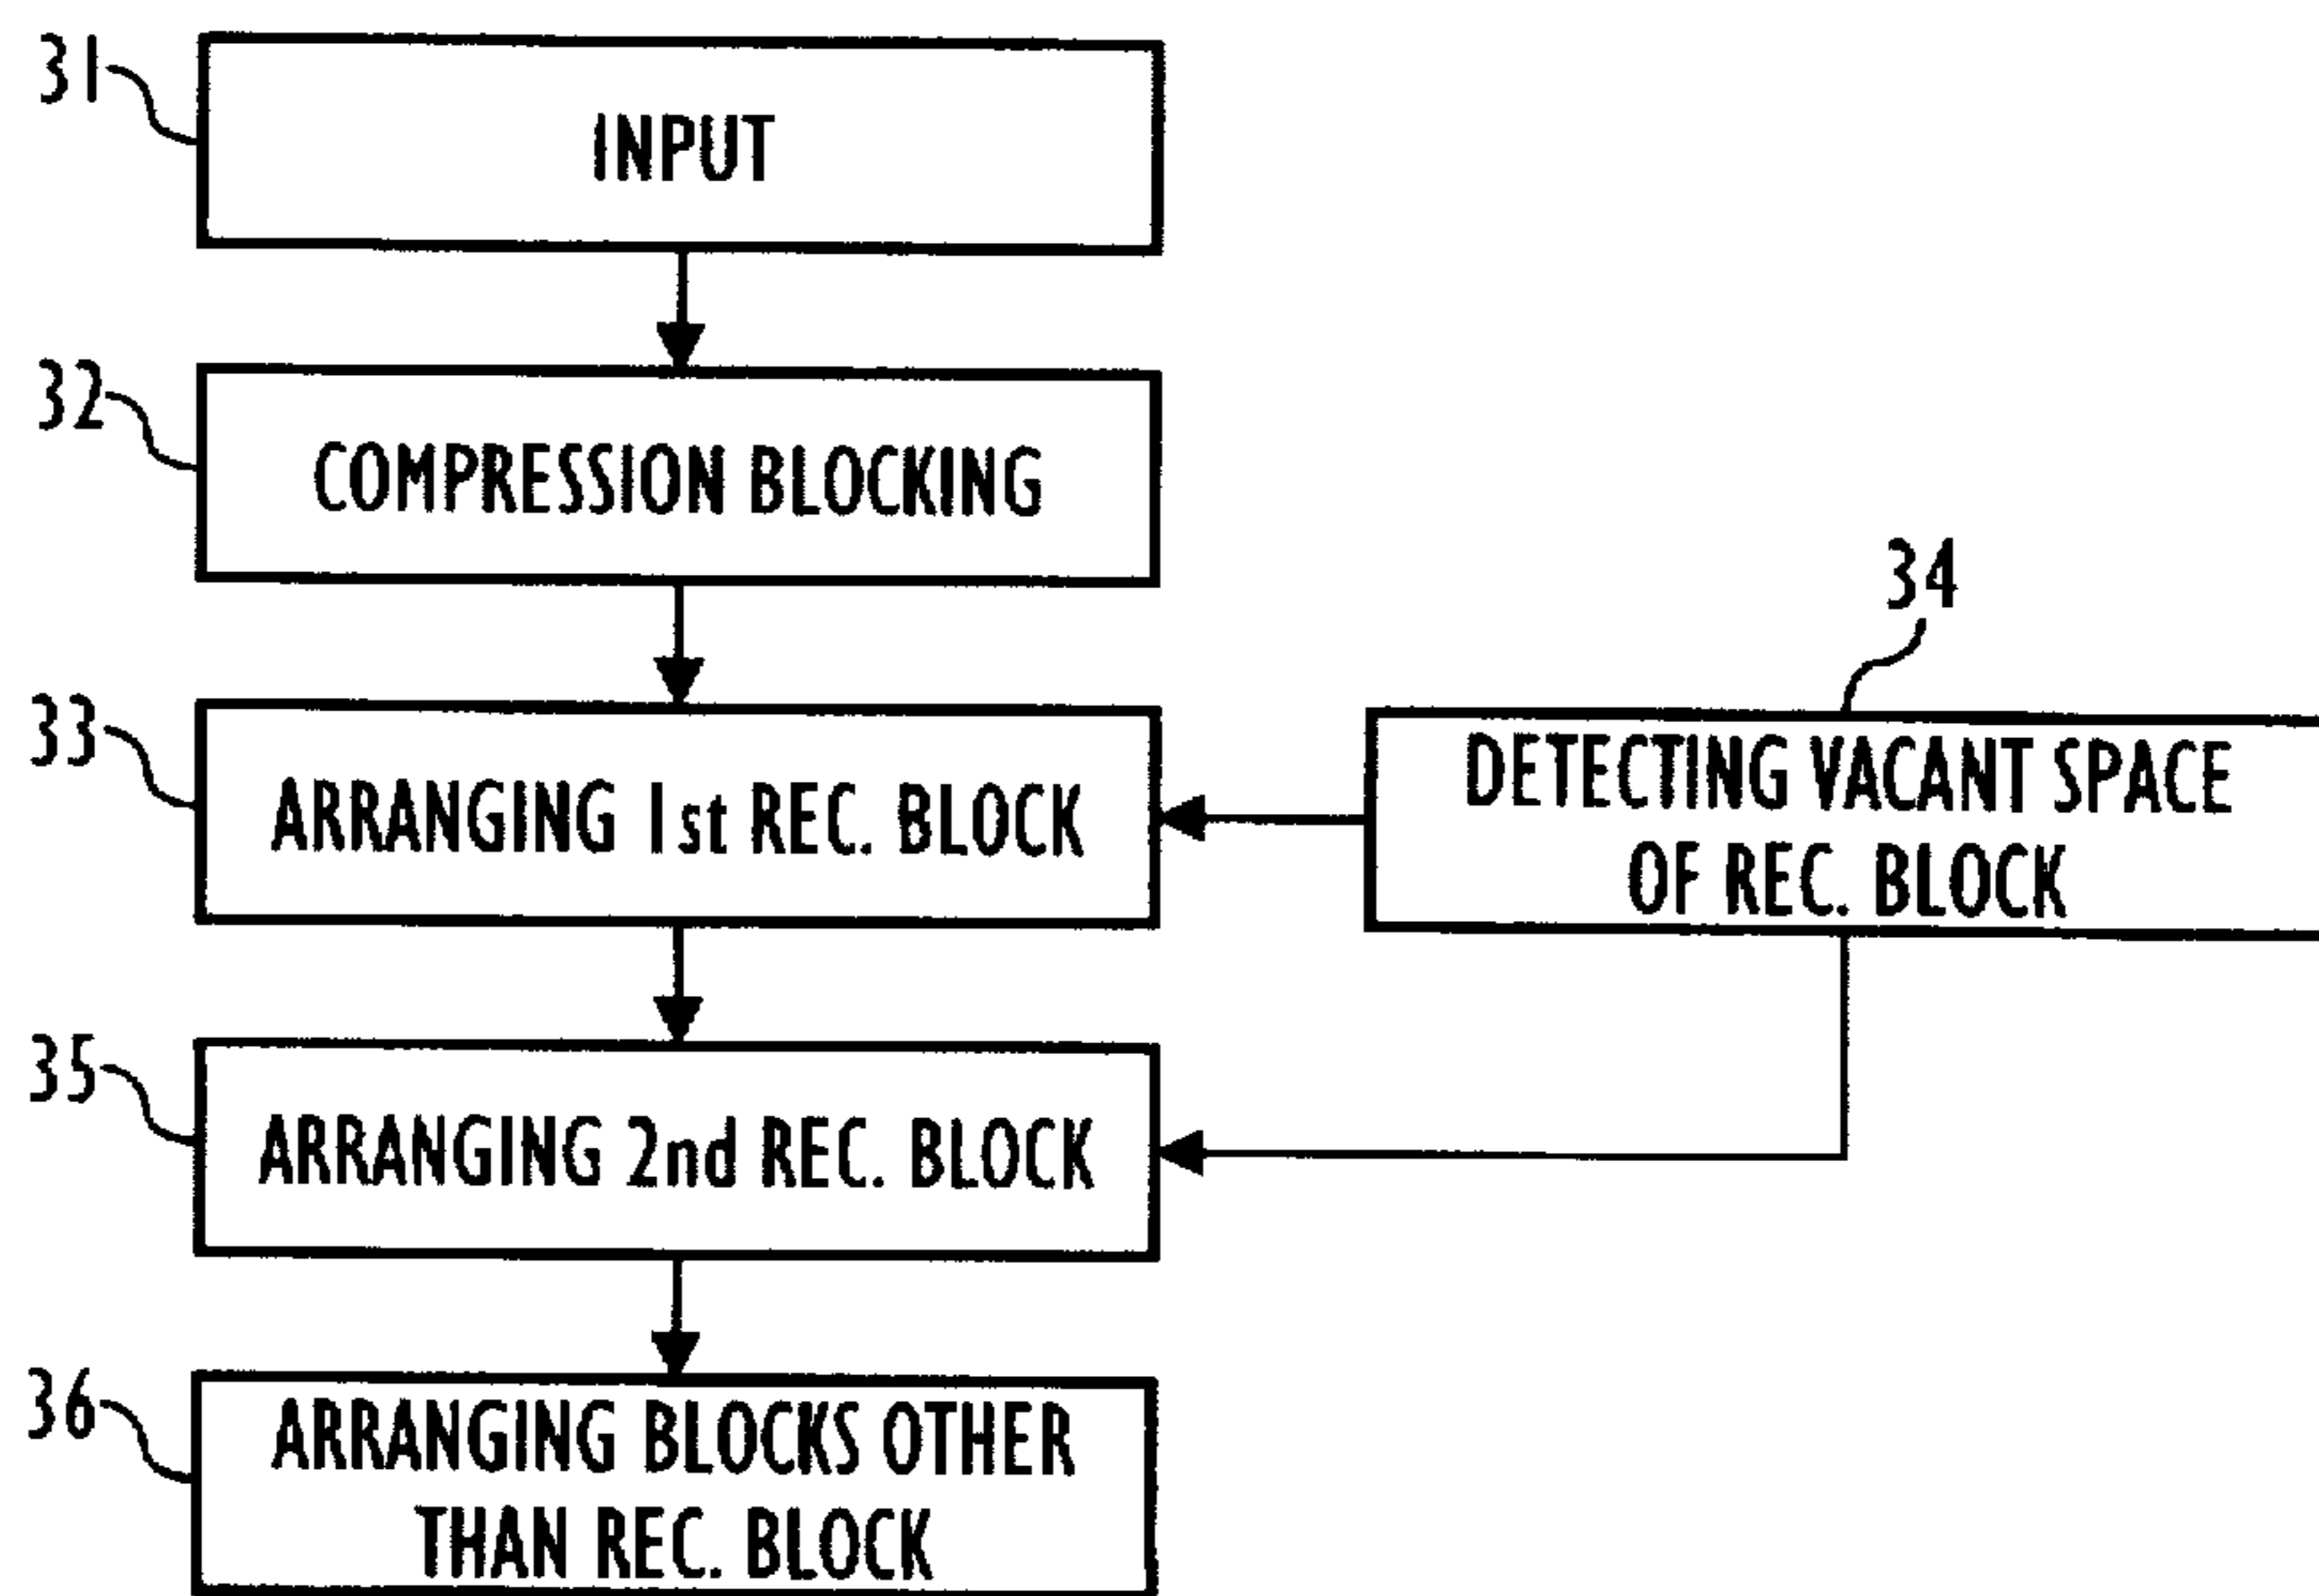 31
INPUT
32
COMPRESSION BLOCKING
33
ARRANGING 1st REC. BLOCK
34
DETECTING VACANT SPACE
OF REC. BLOCK
35
ARRANGING 2nd REC. BLOCK
36
ARRANGING BLOCKS OTHER
THAN REC. BLOCK